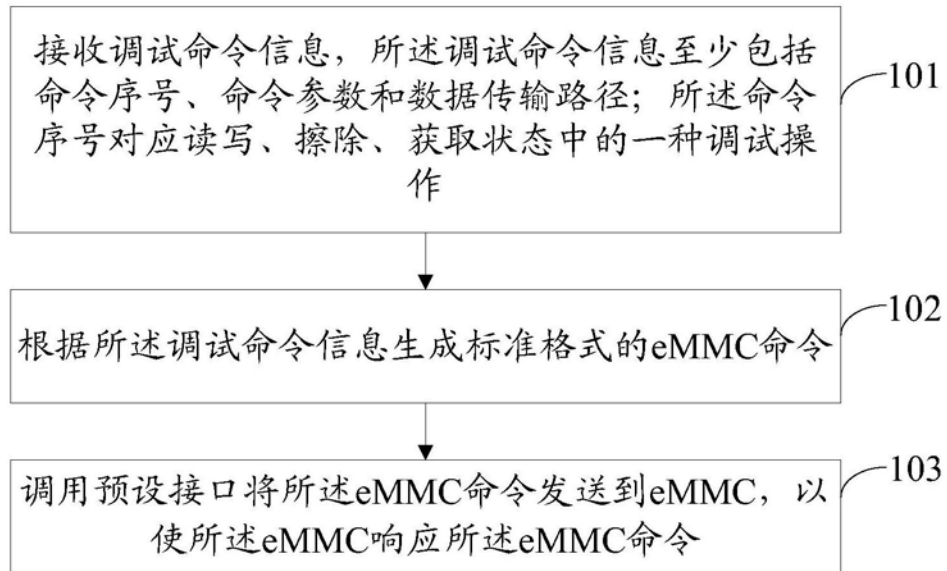 接收调试命令信息，所述调试命令信息至少包括
命令序号、命令参数和数据传输路径；所述命令
序号对应读写、擦除、获取状态中的一种调试操
作
101
根据所述调试命令信息生成标准格式的eMMC命令
102
调用预设接口将所述eMMC命令发送到eMMC，以
使所述eMMC响应所述eMMC命令
103